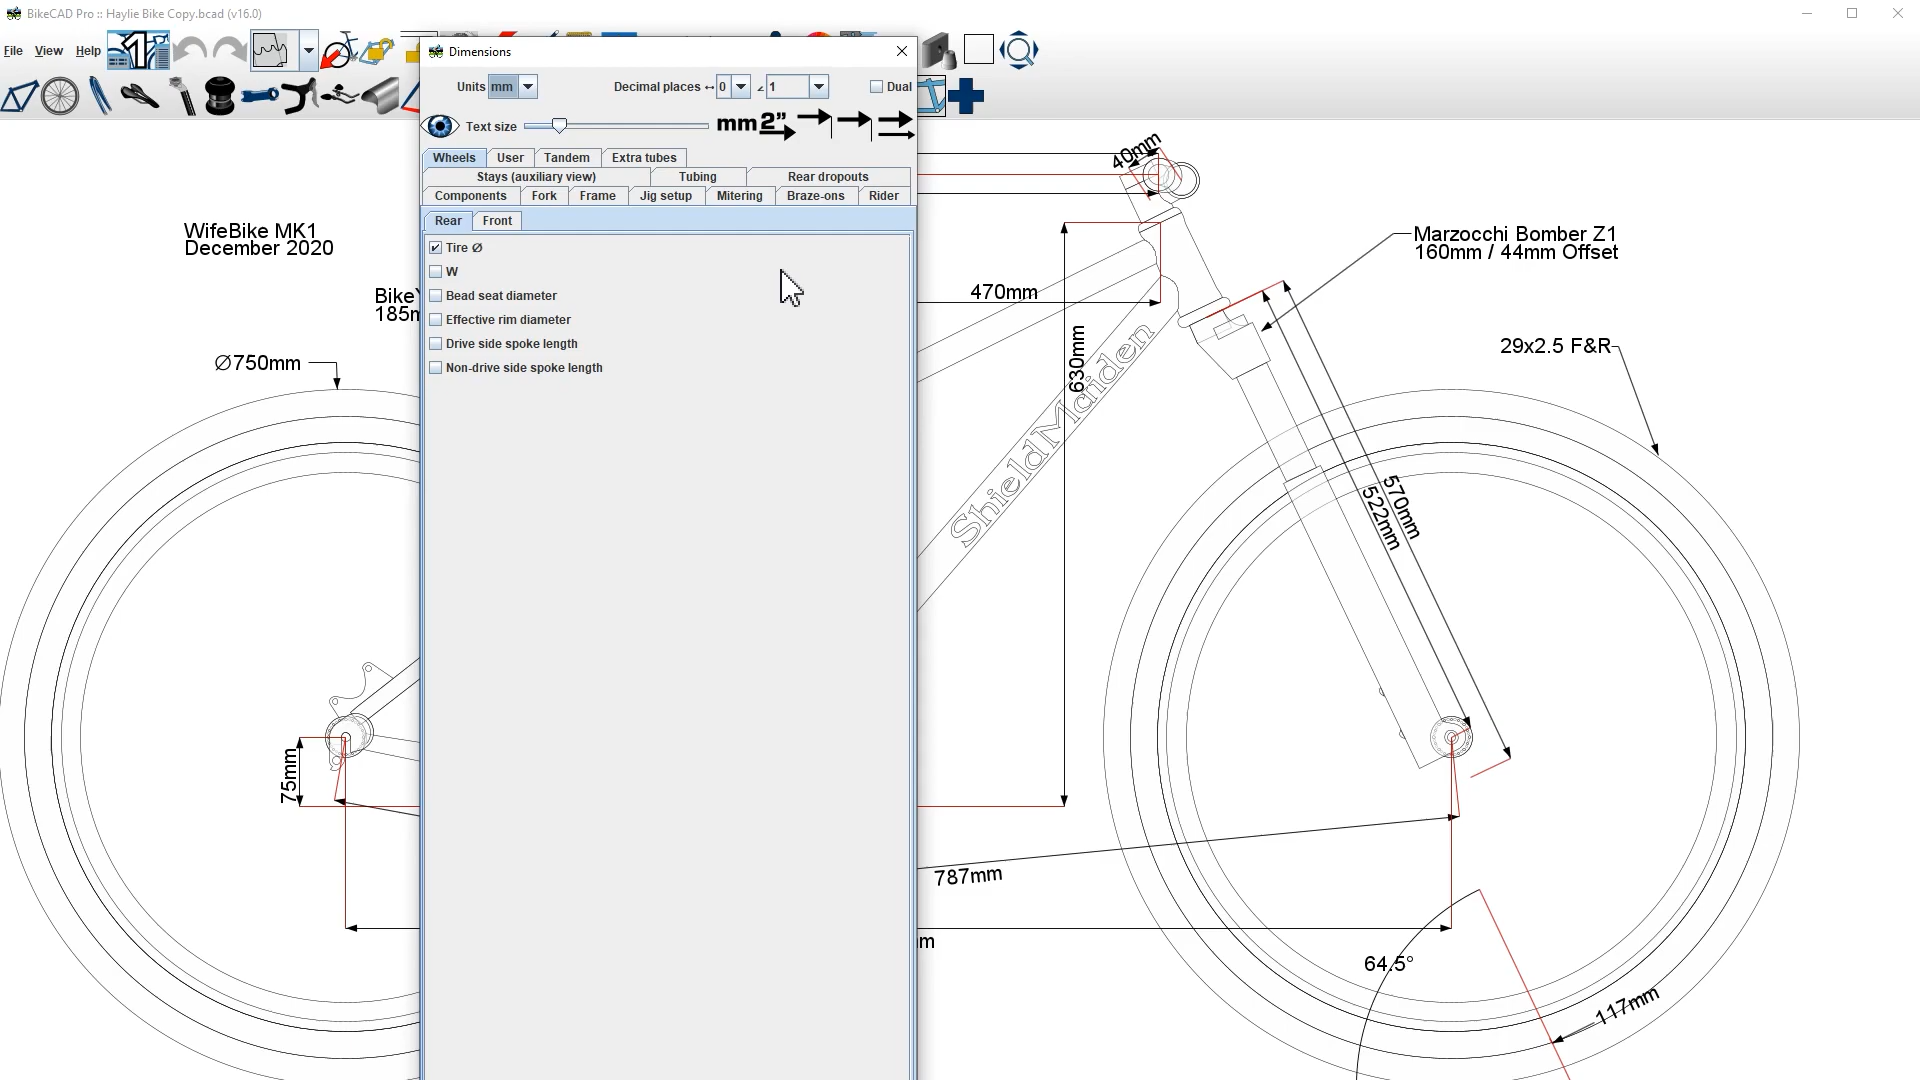 BikeCAD Pro :: Haylie Bike Copy.bcad (v16.0)
File View Help
Dimensions
Units mm Decimal places 0 1 Dual
Text size mm 2"
Wheels User Tandem Extra tubes
Stays (auxiliary view) Tubing Rear dropouts
Components Fork Frame Jig setup Mitering Braze-ons Rider
Rear Front
Tire Ø
W
Bead seat diameter
Effective rim diameter
Drive side spoke length
Non-drive side spoke length
WifeBike MK1
December 2020
185m
Ø750mm
75mm
40mm
470mm
630mm
ShieldMaiden
Marzocchi Bomber Z1
160mm / 44mm Offset
29x2.5 F&R
570mm
522mm
787mm
m
64.5°
117mm